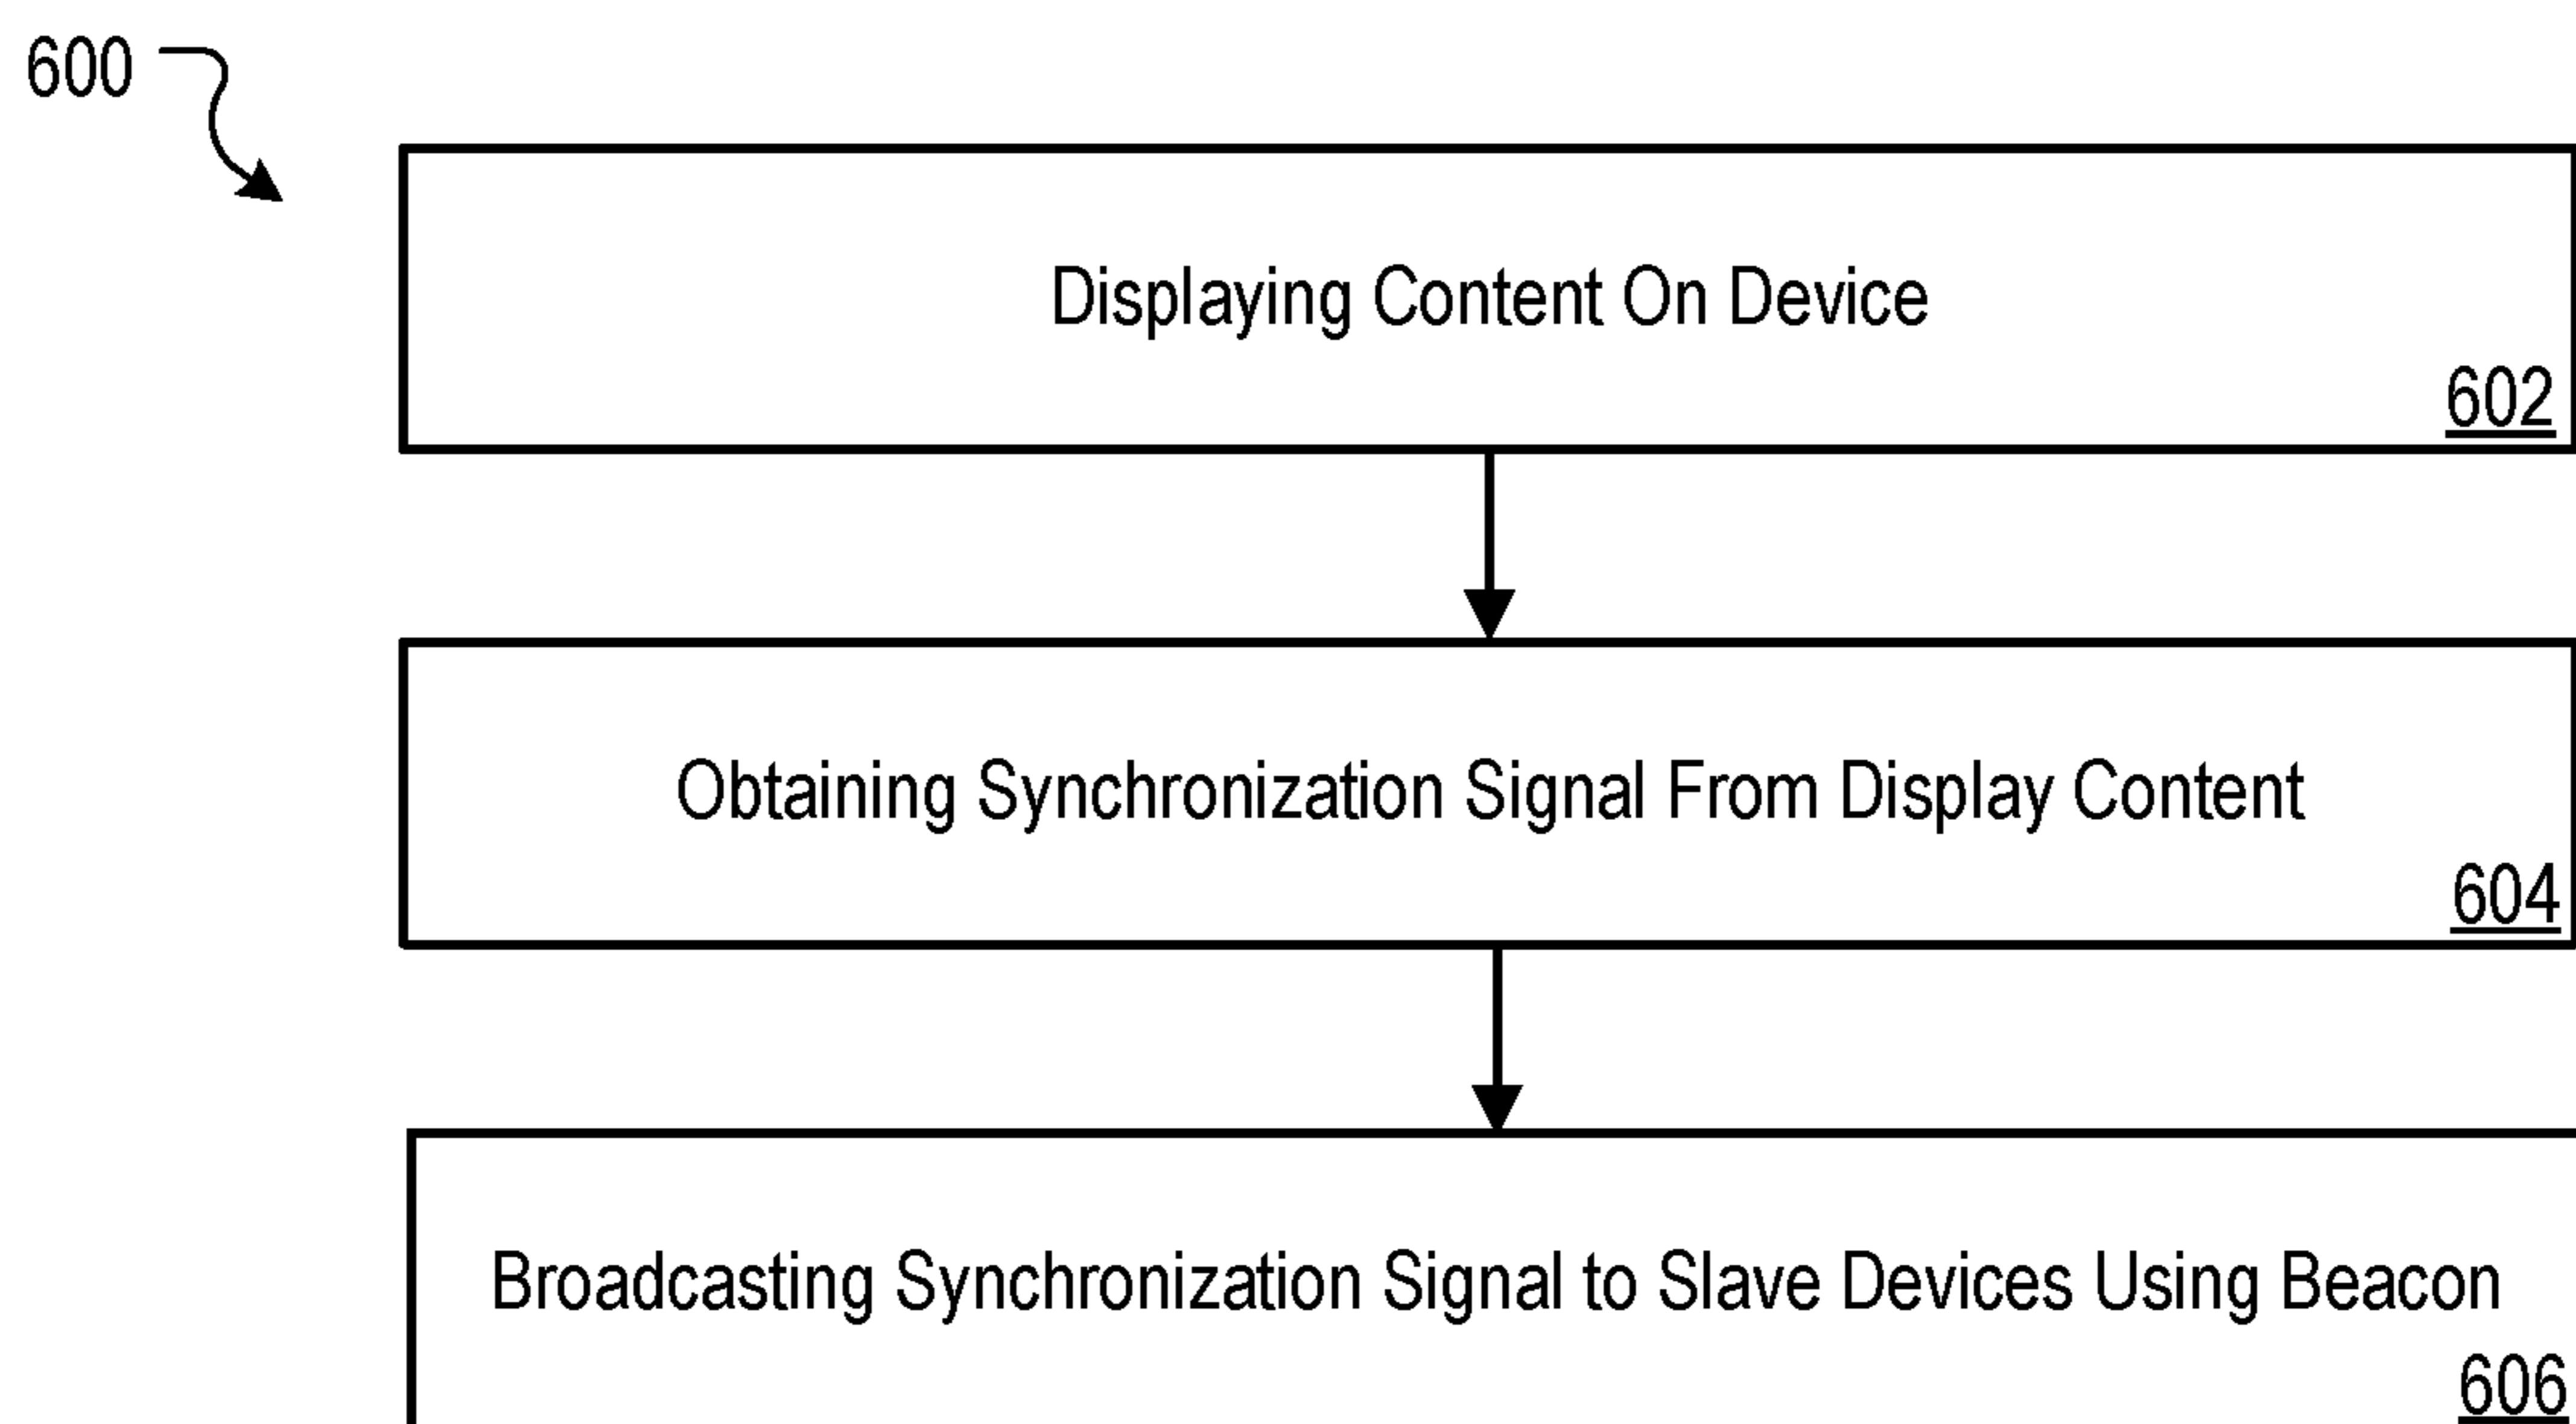 600
Displaying Content On Device
602
Obtaining Synchronization Signal From Display Content
604
Broadcasting Synchronization Signal to Slave Devices Using Beacon
606